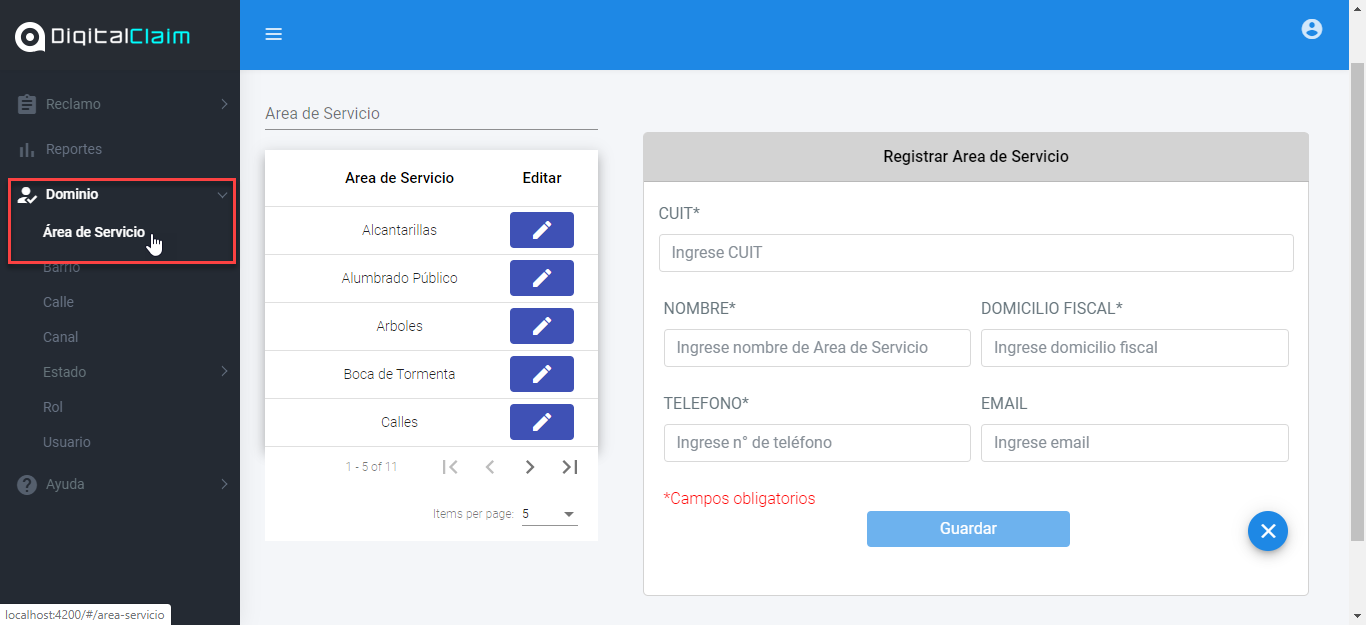 DigitalClaim
Reclamo
Reportes
Dominio
Área de Servicio
Barrio
Calle
Canal
Estado
Rol
Usuario
Ayuda
localhost:4200/#/area-servicio
Area de Servicio
Area de Servicio Editar
Alcantarillas
Alumbrado Público
Arboles
Boca de Tormenta
Calles
1 - 5 of 11
Items per page: 5
Registrar Area de Servicio
CUIT*
Ingrese CUIT
NOMBRE* DOMICILIO FISCAL*
Ingrese nombre de Area de Servicio Ingrese domicilio fiscal
TELEFONO* EMAIL
Ingrese n° de teléfono Ingrese email
*Campos obligatorios
Guardar